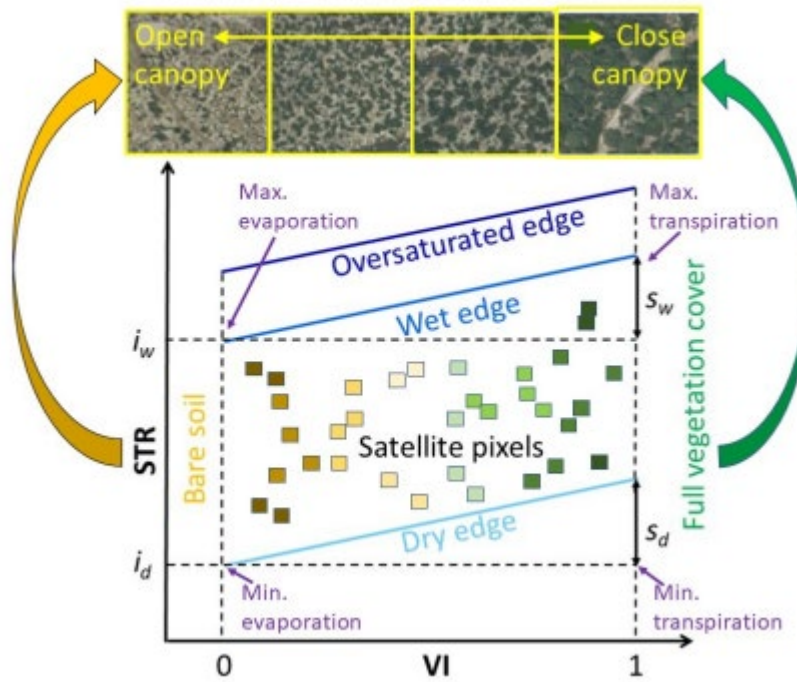 Open
canopy
Close
canopy
Max.
evaporation
Max.
transpiration
Oversaturated edge
Wet edge
s_w
i_w
STR
Bare soil
Satellite pixels
Full vegetation cover
Dry edge
s_d
i_d
Min.
evaporation
Min.
transpiration
0
VI
1